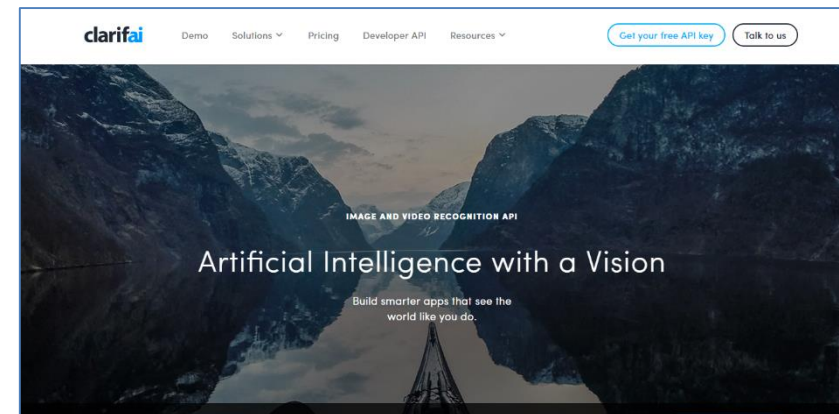 clarifai Demo Solutions Pricing Developer API Resources Get your free API key Talk to us
IMAGE AND VIDEO RECOGNITION API
Artificial Intelligence with a Vision
Build smarter apps that see the
world like you do.